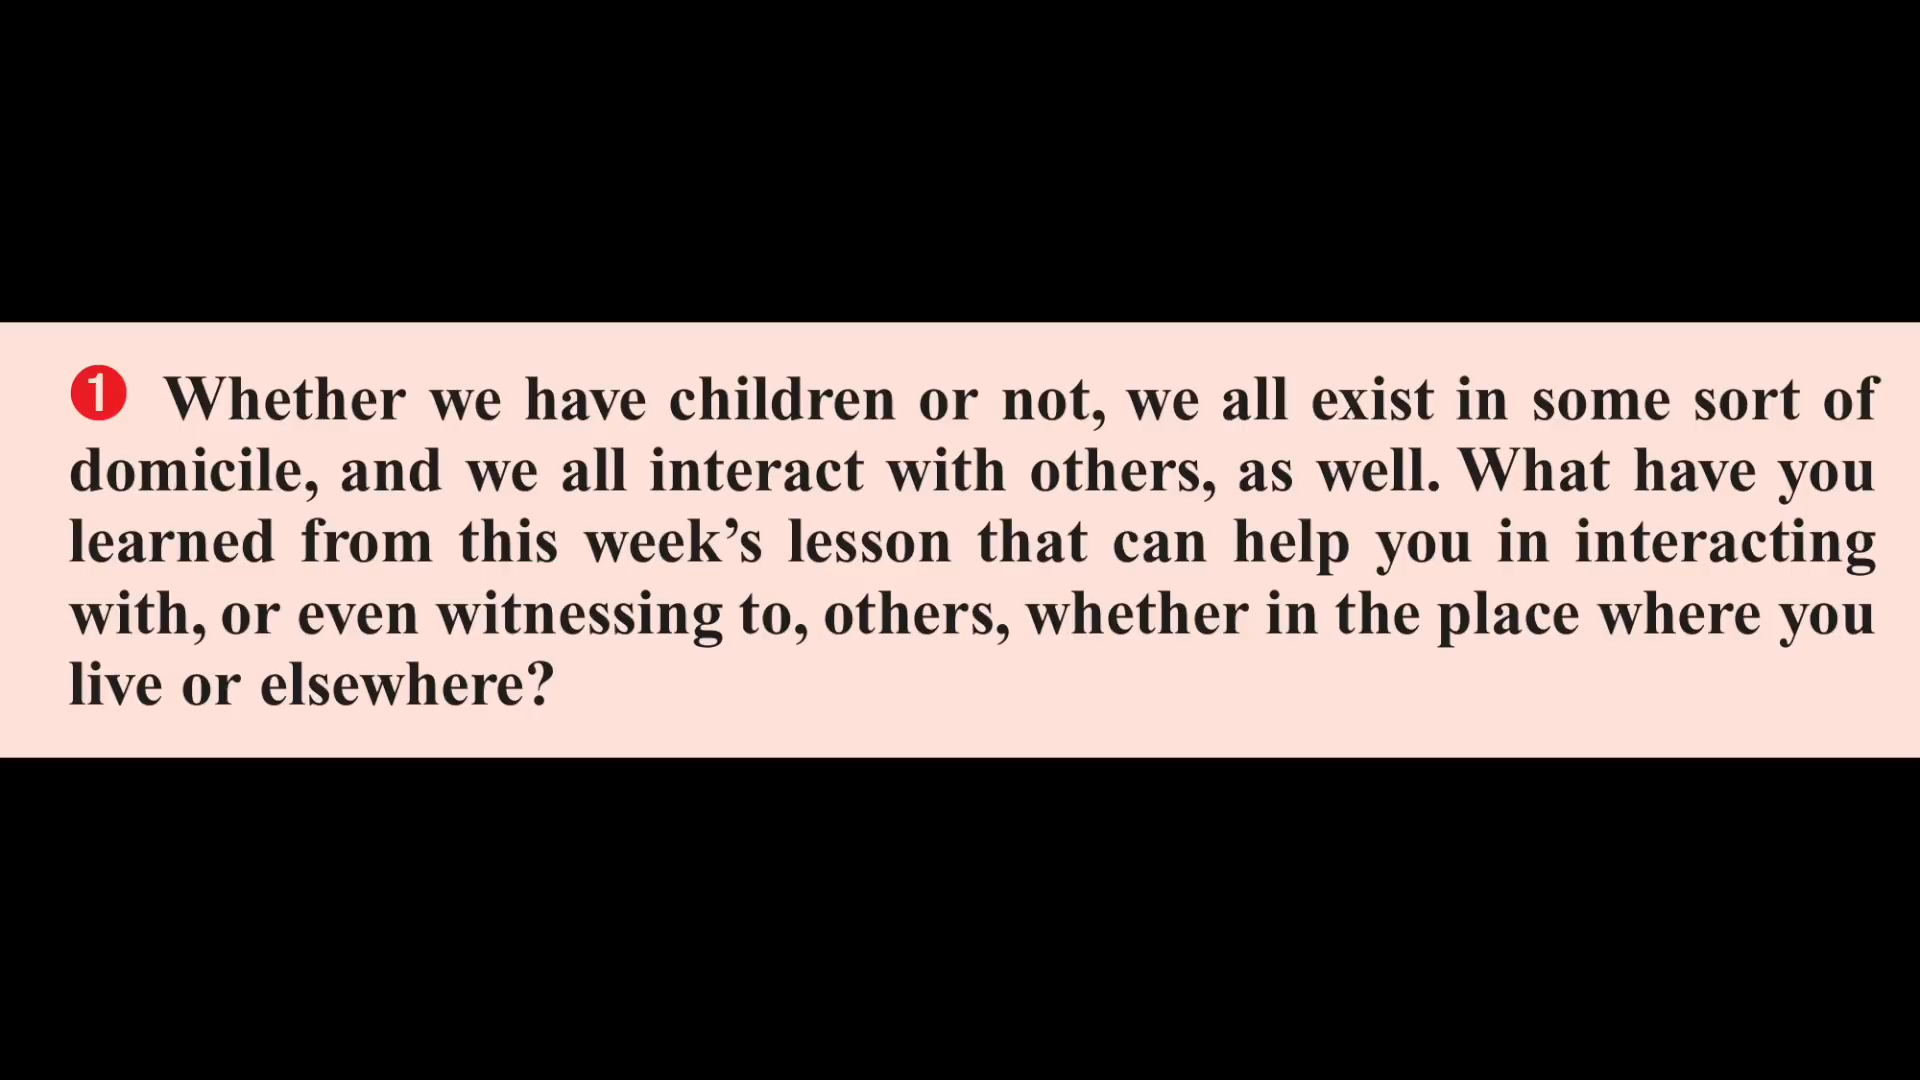 ❶ Whether we have children or not, we all exist in some sort of
domicile, and we all interact with others, as well. What have you
learned from this week’s lesson that can help you in interacting
with, or even witnessing to, others, whether in the place where you
live or elsewhere?